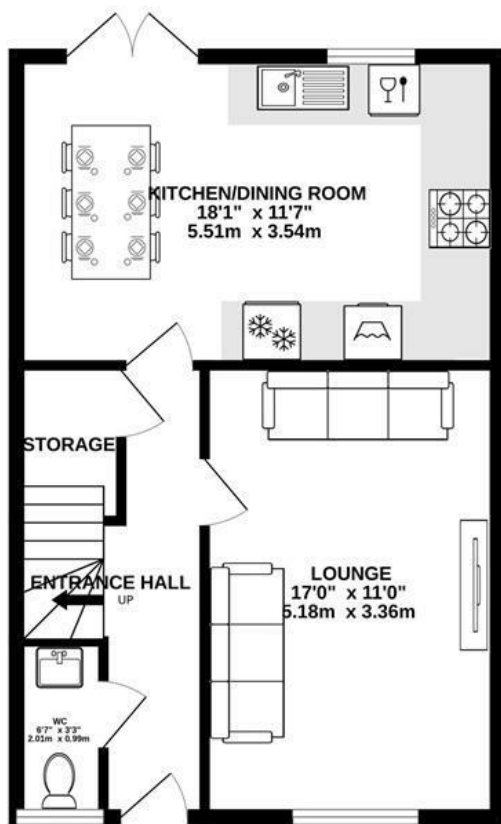 KITCHEN/DINING ROOM
18'1" x 11'7"
5.51m x 3.54m
STORAGE
ENTRANCE HALL
UP
LOUNGE
17'0" x 11'0"
5.18m x 3.36m
WC
6'7" x 3'3"
2.01m x 0.99m